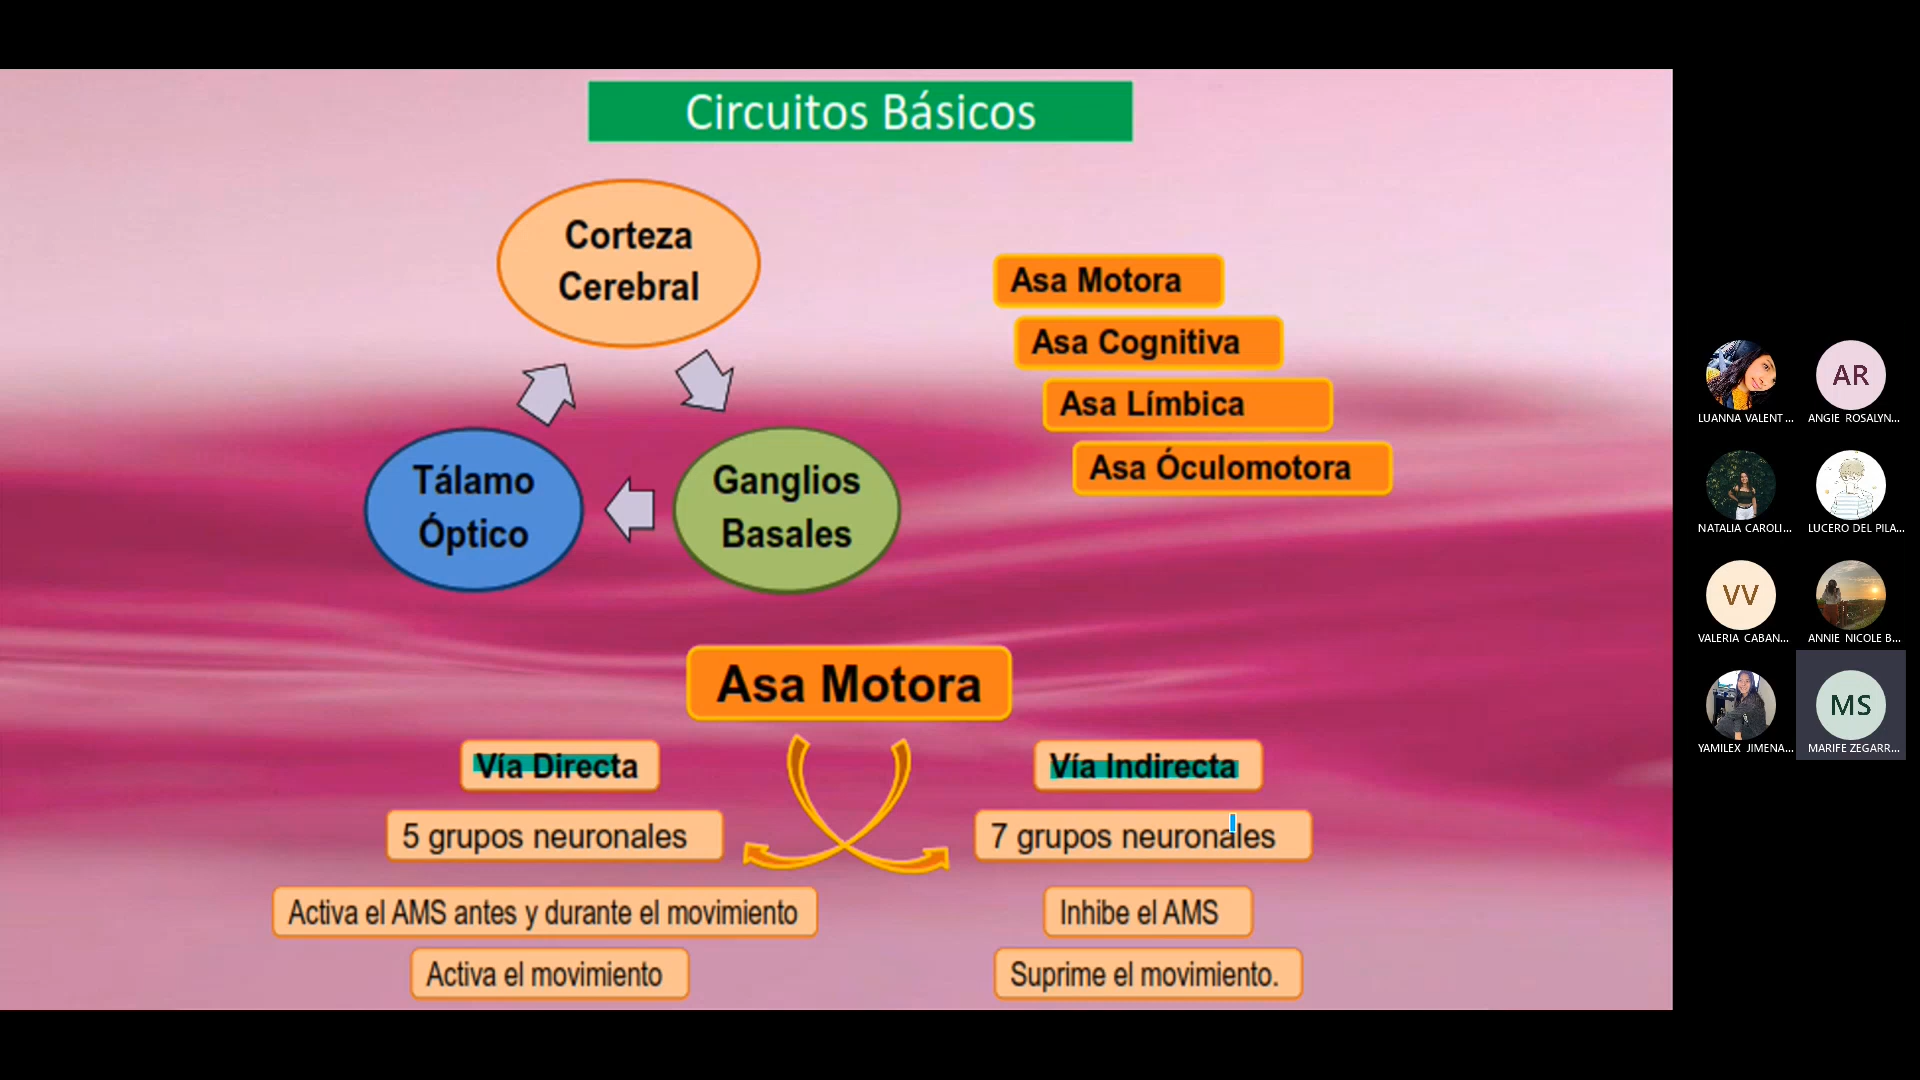 Circuitos Básicos
Corteza
Cerebral
Tálamo
Óptico
Ganglios
Basales
Asa Motora
Asa Cognitiva
Asa Límbica
Asa Óculomotora
Asa Motora
Vía Directa
5 grupos neuronales
Activa el AMS antes y durante el movimiento
Activa el movimiento
Vía Indirecta
7 grupos neuronales
Inhibe el AMS
Suprime el movimiento.
LUANNA VALENT...
AR
ANGIE ROSALYN...
NATALIA CAROLI...
LUCERO DEL PILA...
VV
VALERIA CABAN...
ANNIE NICOLE B...
YAMILEX JIMENA...
MS
MARIFE ZEGARR...